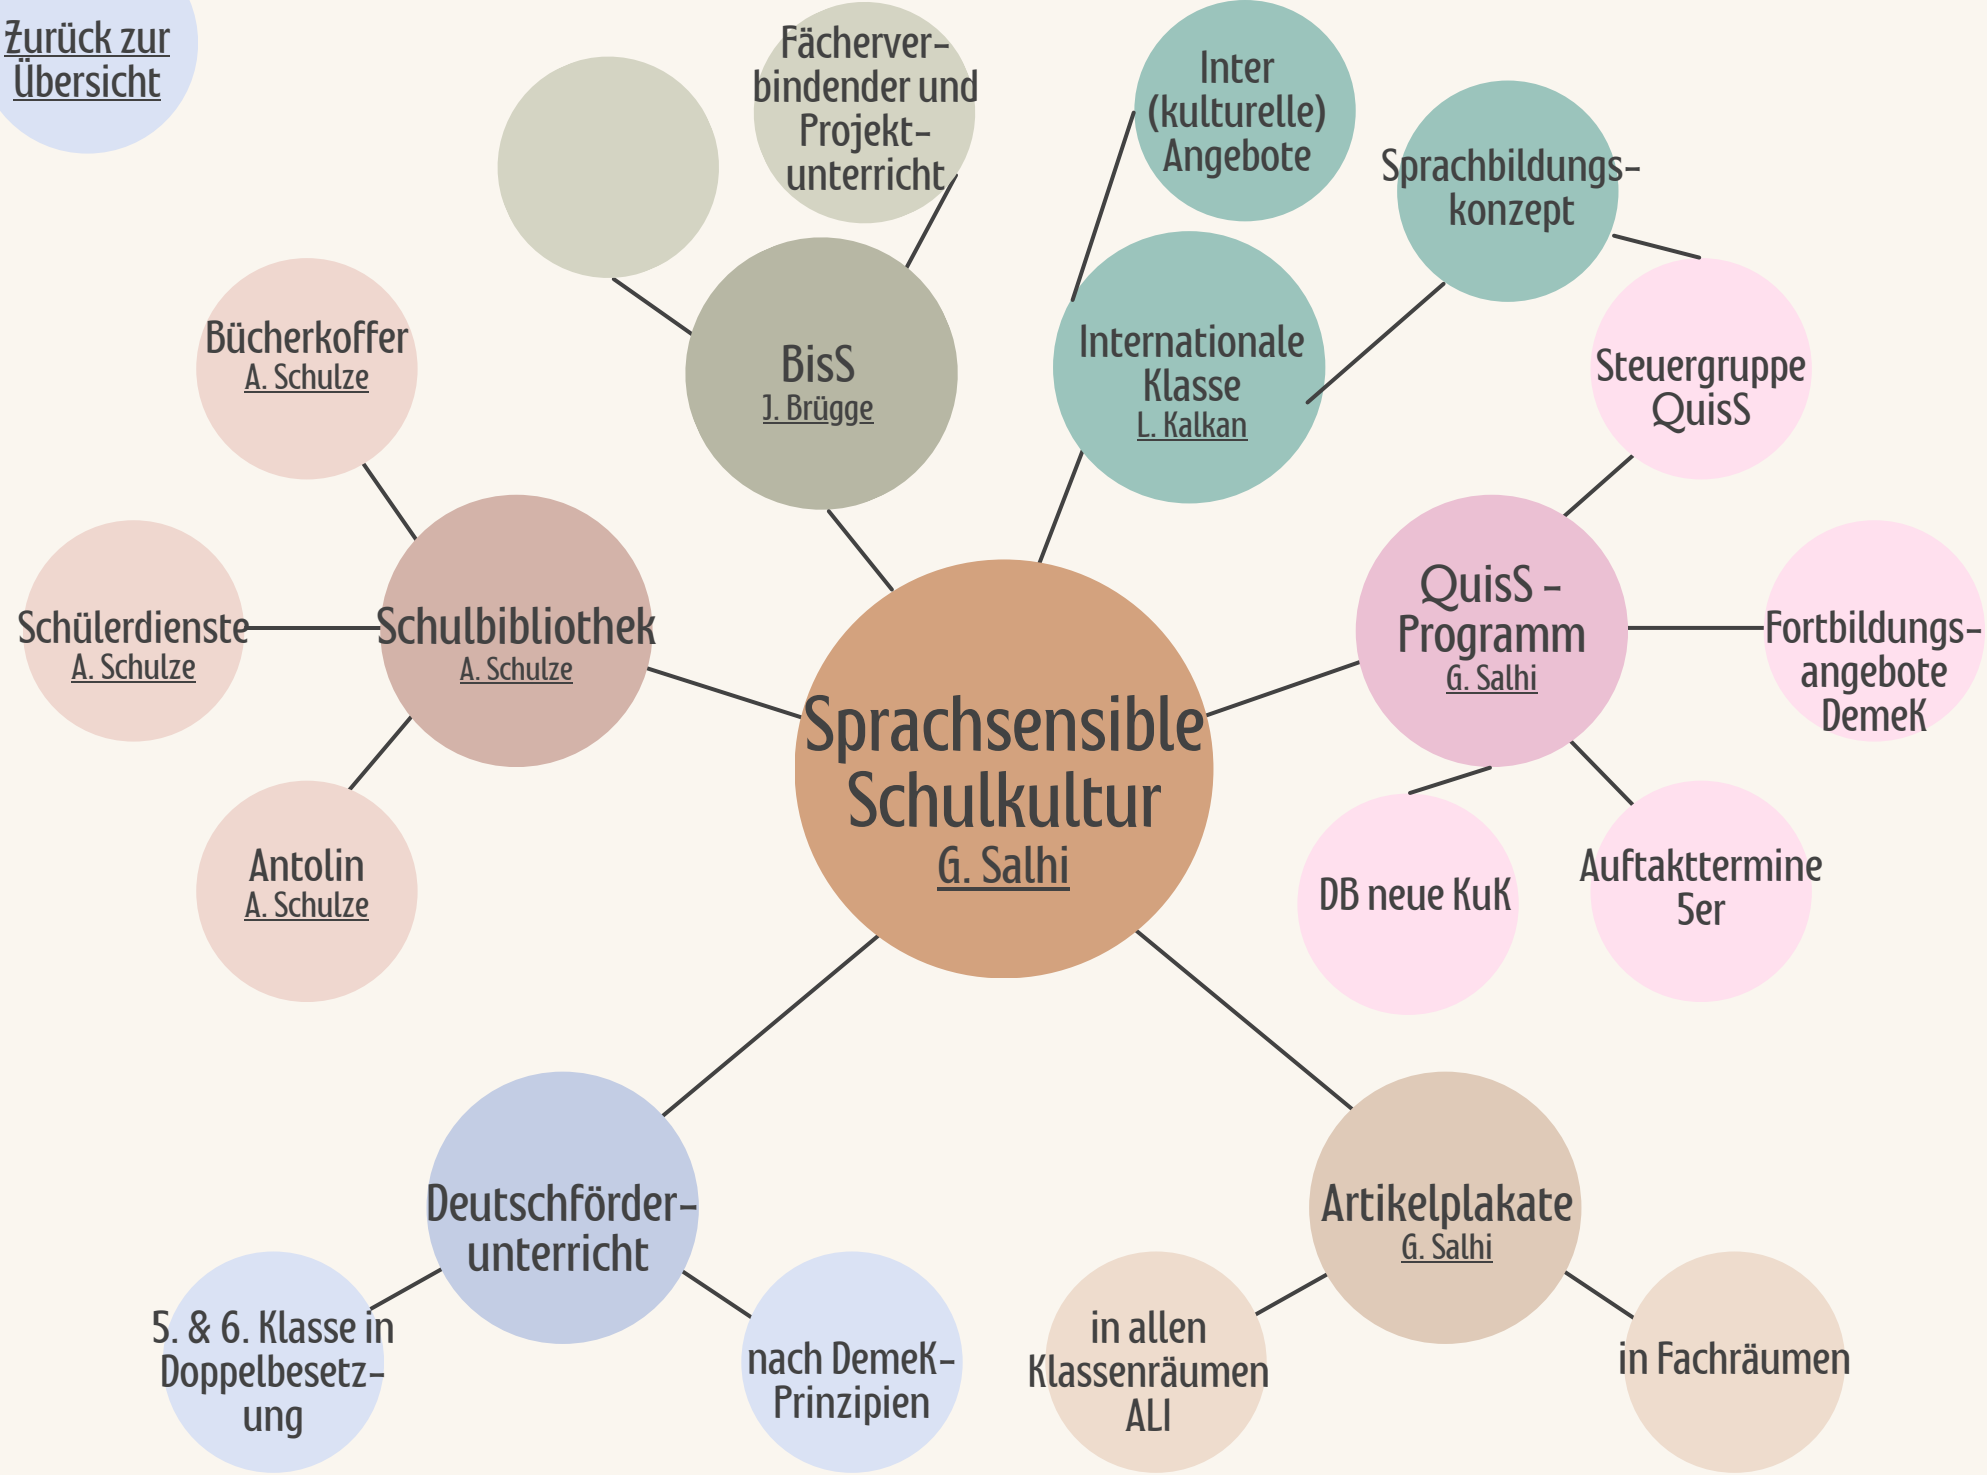 Zurück zur
Übersicht
Fächerver-
bindender und
Projekt-
unterricht
Inter
(kulturelle)
Angebote
Sprachbildungs-
konzept
Bücherkoffer
A. Schulze
BisS
J. Brügge
Internationale
Klasse
L. Kalkan
Steuergruppe
QuisS
Schülerdienste
A. Schulze
Schulbibliothek
A. Schulze
QuisS -
Programm
G. Salhi
Fortbildungs-
angebote
DemeK
Sprachsensible
Schulkultur
G. Salhi
Antolin
A. Schulze
DB neue KuK
Auftakttermine
5er
Deutschförder-
unterricht
Artikelplakate
G. Salhi
5. & 6. Klasse in
Doppelbesetz-
ung
nach DemeK-
Prinzipien
in allen
Klassenräumen
ALI
in Fachräumen